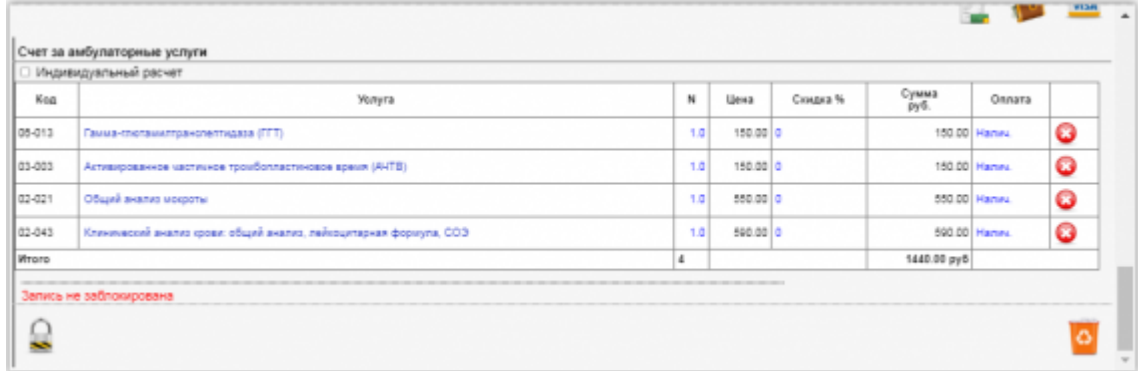 VISA
Счет за амбулаторные услуги
Индивидуальный расчет
Код Услуга N Цена Скидка % Сумма руб. Оплата
05-013 Гамма-глютамилтранспептидаза (ГГТ) 1.0 150.00 0 150.00 Налич.
03-003 Активированное частичное тромбопластиновое время (АЧТВ) 1.0 150.00 0 150.00 Налич.
02-021 Общий анализ мокроты 1.0 550.00 0 550.00 Налич.
02-043 Клинический анализ крови: общий анализ, лейкоцитарная формула, СОЭ 1.0 590.00 0 590.00 Налич.
Итого 4 1440.00 руб
Запись не заблокирована